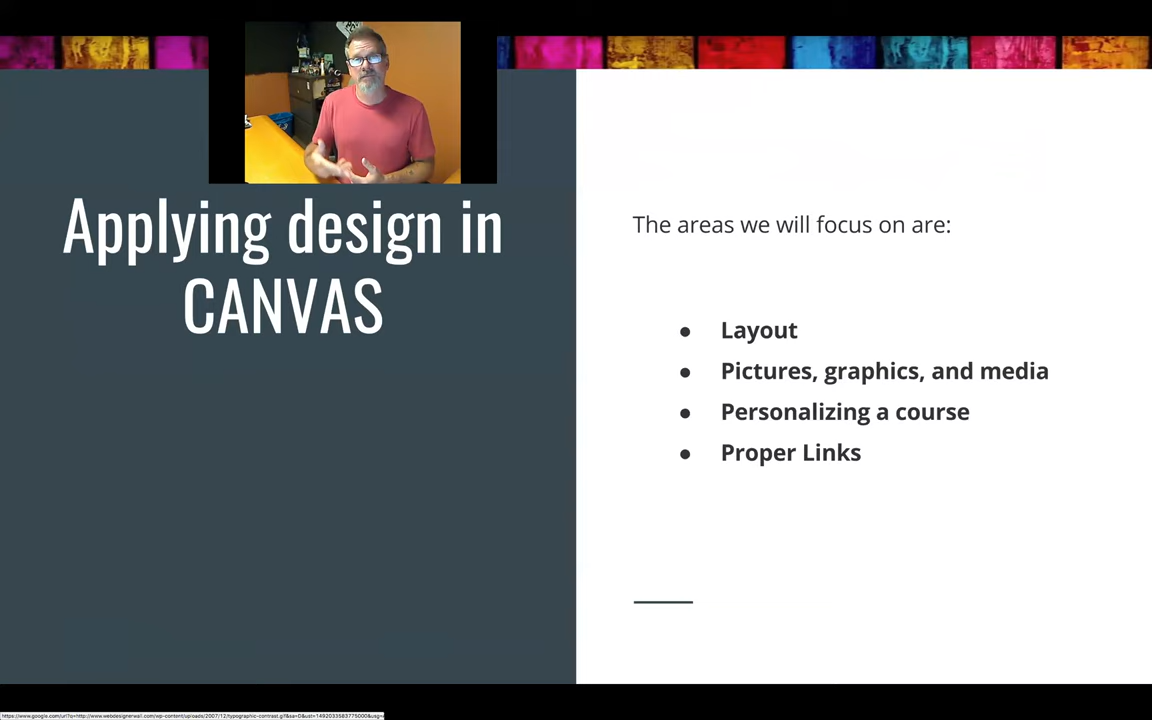 Applying design in
CANVAS
The areas we will focus on are:
● Layout
● Pictures, graphics, and media
● Personalizing a course
● Proper Links